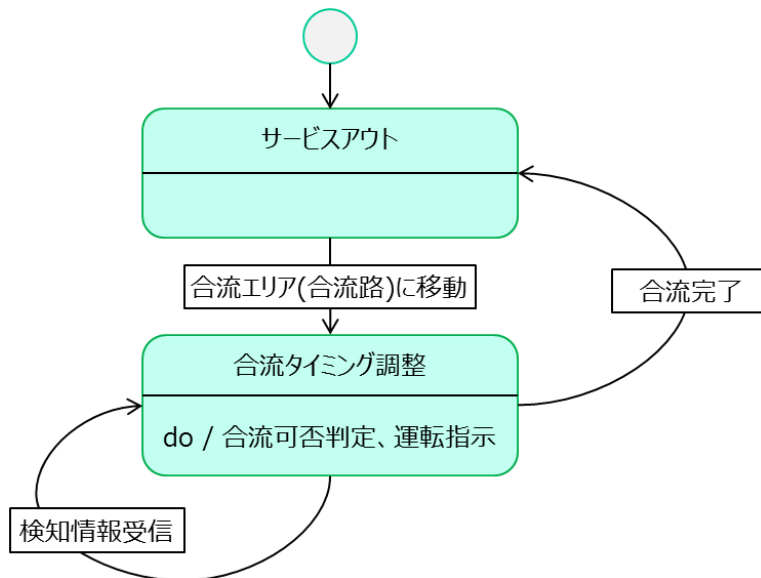 サービスアウト
合流エリア(合流路)に移動
合流完了
合流タイミング調整
do / 合流可否判定、運転指示
検知情報受信